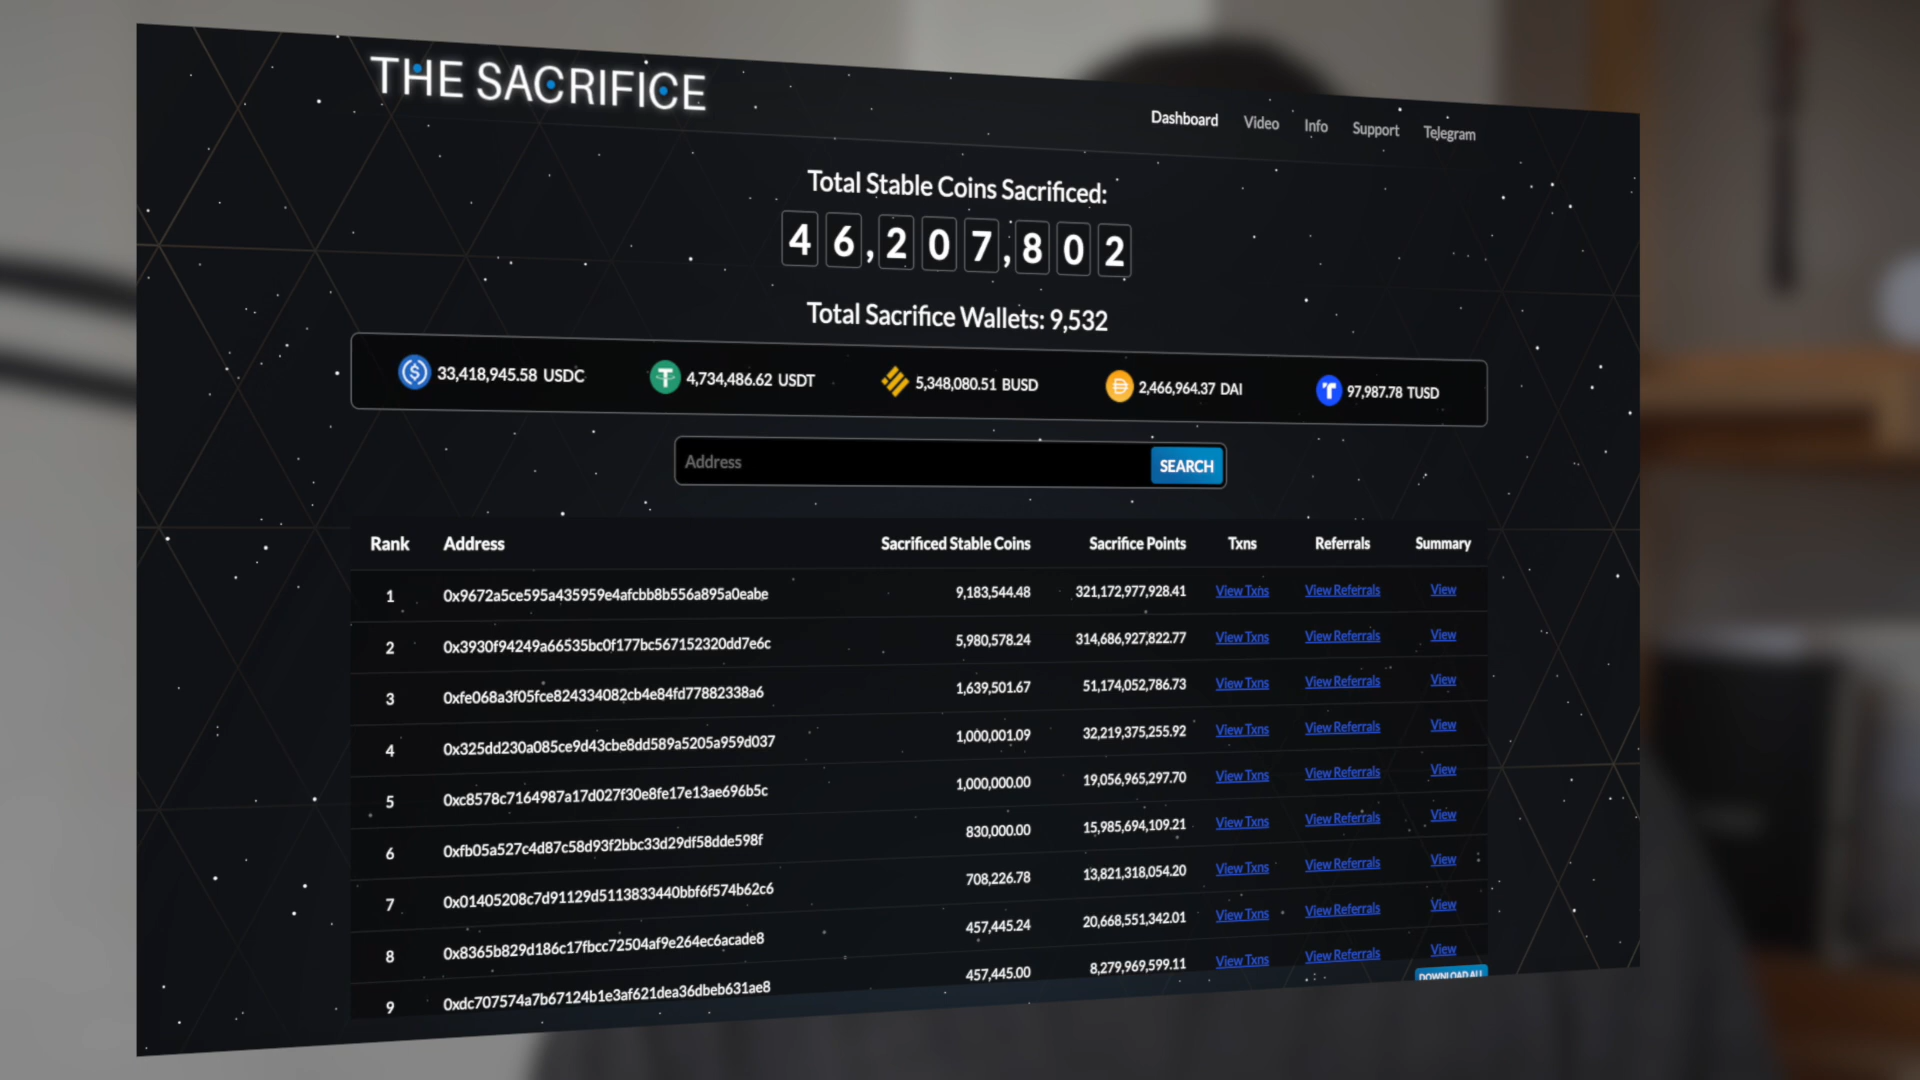 THE SACRIFICE
Dashboard Video Info Support Telegram
Total Stable Coins Sacrificed:
46,207,802
Total Sacrifice Wallets: 9,532
33,418,945.58 USDC 4,734,486.62 USDT 5,348,080.51 BUSD 2,466,964.37 DAI 97,987.78 TUSD
Address SEARCH
Rank Address Sacrificed Stable Coins Sacrifice Points Txns Referrals Summary
1 0x9672a5ce595a435959e4afcbb8b556a895a0eabe 9,183,544.48 321,172,977,928.41 View Txns View Referrals View
2 0x3930f94249a66535bc0f177bc567152320dd7e6c 5,980,578.24 314,686,927,822.77 View Txns View Referrals View
3 0xfe068a3f05fce824334082cb4e84fd77882338a6 1,639,501.67 51,174,052,786.73 View Txns View Referrals View
4 0x325dd230a085ce9d43cbe8dd589a5205a959d037 1,000,001.09 32,219,375,255.92 View Txns View Referrals View
5 0xc8578c7164987a17d027f30e8fe17e13ae696b5c 1,000,000.00 19,056,965,297.70 View Txns View Referrals View
6 0xfb05a527c4d87c58d93f2bbc33d29df58dde598f 830,000.00 15,985,694,109.21 View Txns View Referrals View
7 0x01405208c7d91129d5113833440bbf6f574b62c6 708,226.78 13,821,318,054.20 View Txns View Referrals View
8 0x8365b829d186c17fbcc72504af9e264ec6acade8 457,445.24 20,668,551,342.01 View Txns View Referrals View
9 0xdc707574a7b67124b1e3af621dea36dbeb631ae8 457,445.00 8,279,969,599.11 View Txns View Referrals View
DOWNLOAD ALL